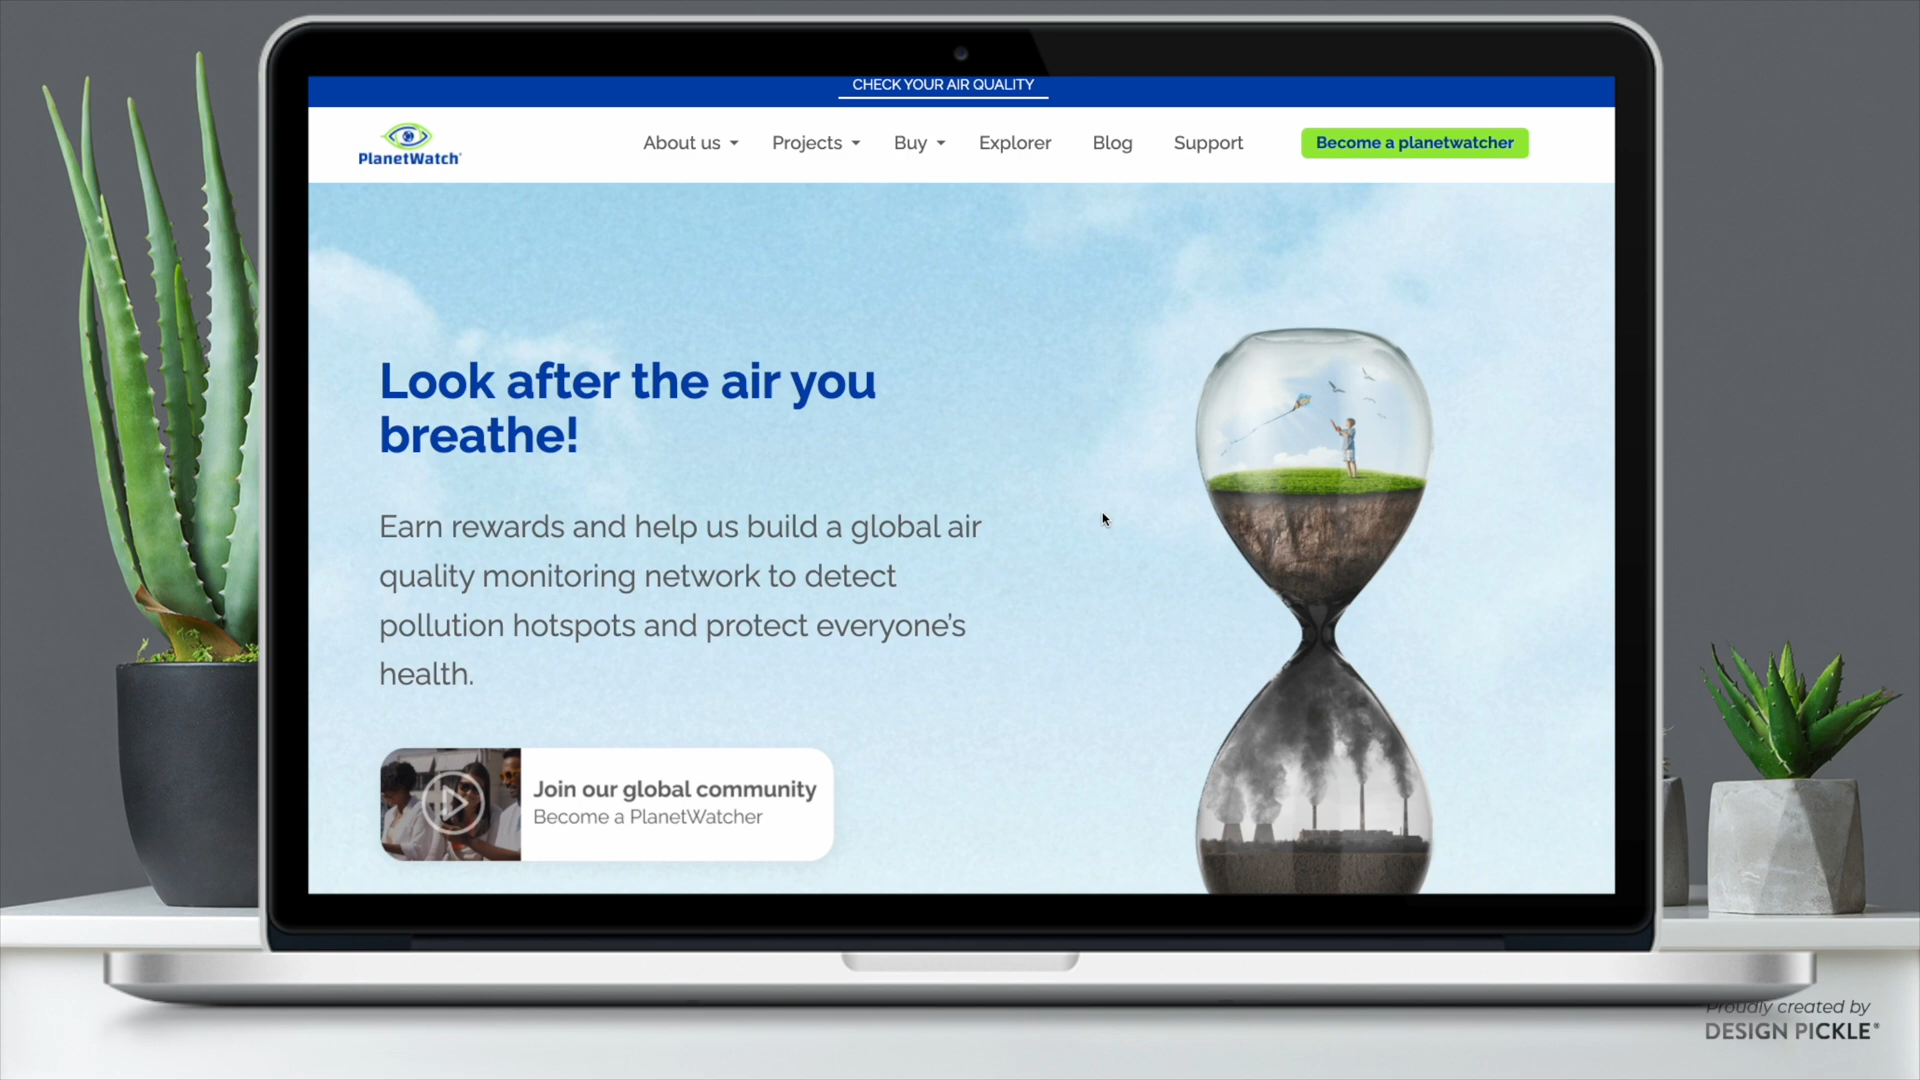 CHECK YOUR AIR QUALITY
PlanetWatch®
About us
Projects
Buy
Explorer
Blog
Support
Become a planetwatcher
Look after the air you
breathe!
Earn rewards and help us build a global air
quality monitoring network to detect
pollution hotspots and protect everyone’s
health.
Join our global community
Become a PlanetWatcher
Proudly created by
DESIGN PICKLE®